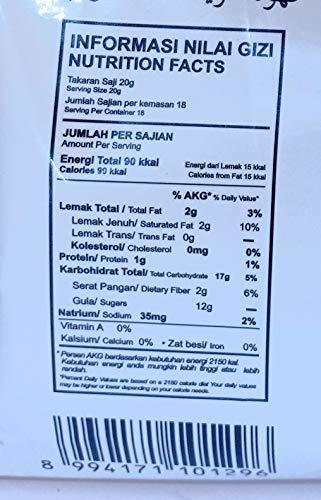 INFORMASI NILAI GIZI
NUTRITION FACTS
Takaran Saji 20g
Serving Size 20g
Jumlah Sajian per kemasan 18
Serving Per Container 18
JUMLAH PER SAJIAN
Amount Per Serving
Energi Total 90 kkal Energi dari Lemak 15 kkal
Calories 90 kkal Calories from Fat 15 kkal
% AKG* % Daily Value*
Lemak Total / Total Fat 2g 3%
Lemak Jenuh/ Saturated Fat 2g 10%
Lemak Trans/ Trans Fat 0g —
Kolesterol/ Cholesterol 0mg 0%
Protein/ Protein 1g 1%
Karbohidrat Total/ Total Carbohydrate 17g 5%
Serat Pangan/ Dietary Fiber 2g 6%
Gula/ Sugars 12g —
Natrium/ Sodium 35mg 2%
Vitamin A 0%
Kalsium/ Calcium 0% • Zat besi/ Iron 0%
*Persen AKG berdasarkan kebutuhan energi 2150 kal.
Kebutuhan energi anda mungkin lebih tinggi atau lebih
rendah.
*Percent Daily Values are based on a 2150 calorie diet Your daily values
may be higher or lower depending on your calorie needs.
8 994171 101296